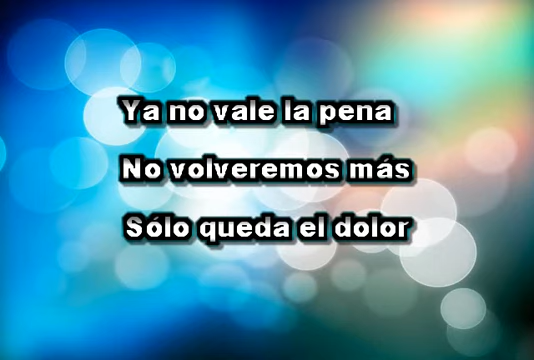 Ya no vale la pena
No volveremos más
Sólo queda el dolor